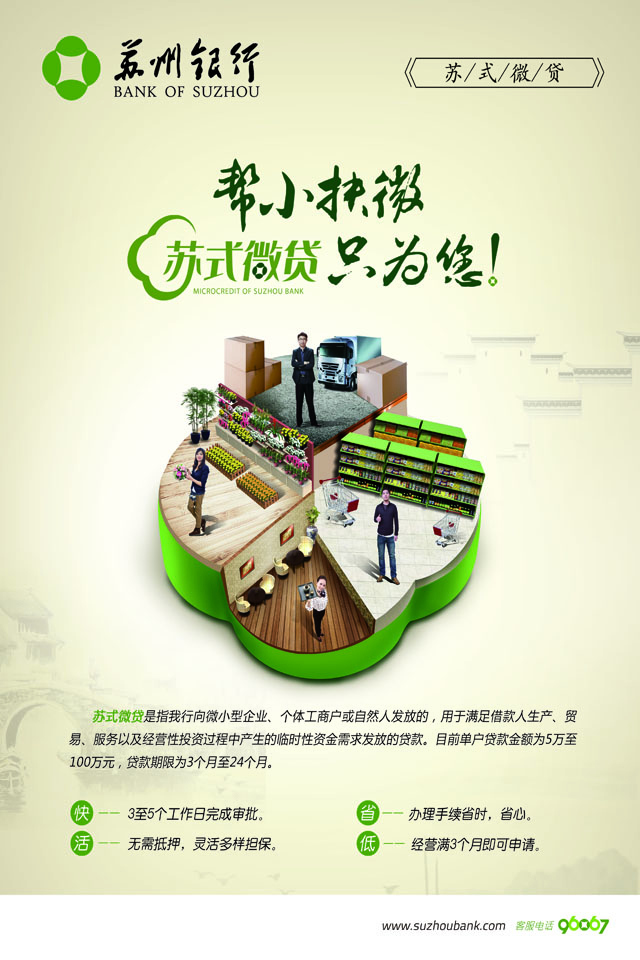 苏州银行
BANK OF SUZHOU
苏/式/微/贷
帮小扶微
苏式微贷 只为您!
MICROCREDIT OF SUZHOU BANK
苏式微贷是指我行向微小型企业、个体工商户或自然人发放的，用于满足借款人生产、贸
易、服务以及经营性投资过程中产生的临时性资金需求发放的贷款。目前单户贷款金额为5万至
100万元，贷款期限为3个月至24个月。
快 —— 3至5个工作日完成审批。
省 —— 办理手续省时，省心。
活 —— 无需抵押，灵活多样担保。
低 —— 经营满3个月即可申请。
www.suzhoubank.com 客服电话 96067